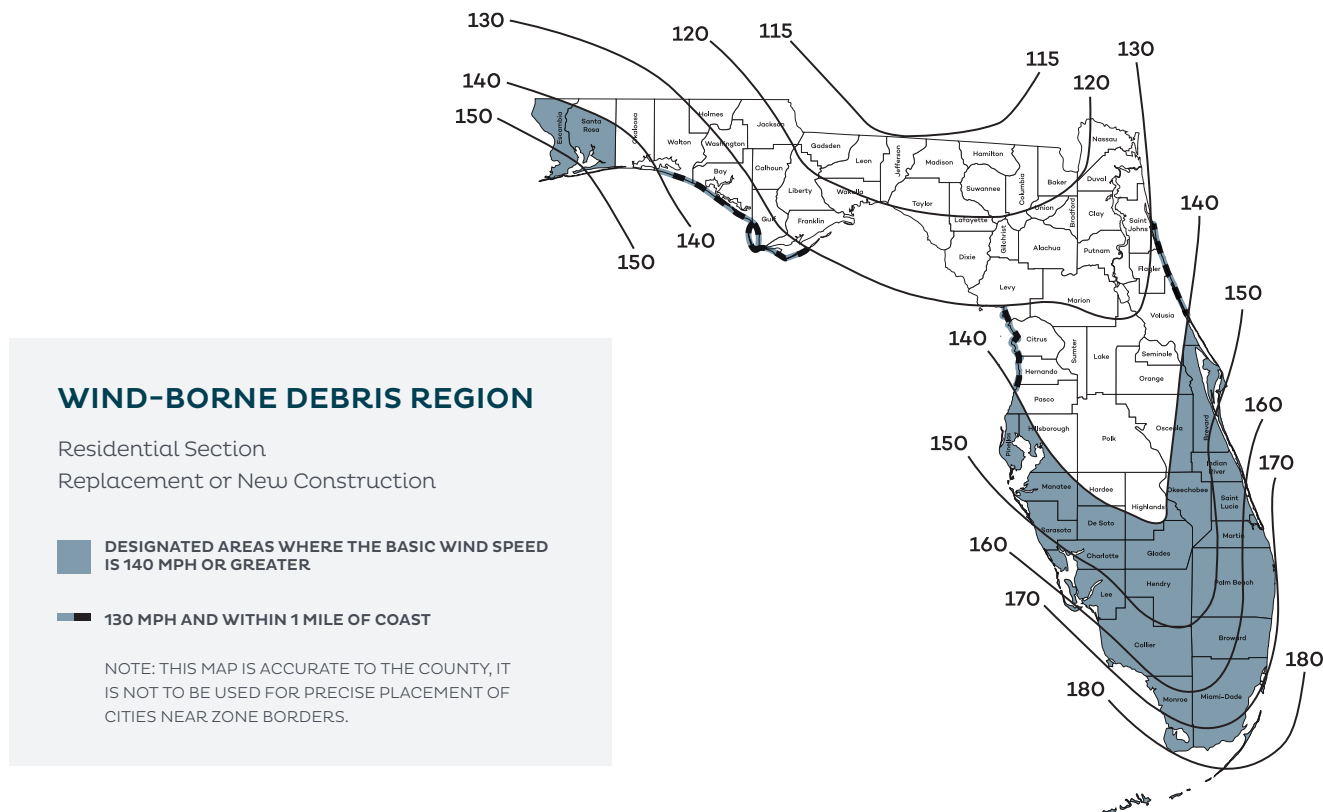 130
120
115
115
130
140
120
150
140
150
140
150
140
150
160
170
140
150
160
170
180
180
Escambia
Santa
Rosa
Okaloosa
Walton
Holmes
Washington
Jackson
Bay
Calhoun
Gulf
Liberty
Franklin
Gadsden
Leon
Wakulla
Jefferson
Madison
Taylor
Hamilton
Suwannee
Lafayette
Columbia
Dixie
Gilchrist
Levy
Baker
Union
Bradford
Alachua
Nassau
Duval
Clay
Putnam
Saint
Johns
Flagler
Marion
Volusia
Citrus
Sumter
Lake
Seminole
Hernando
Orange
Pasco
Hillsborough
Pinellas
Polk
Osceola
Brevard
Indian
River
Manatee
Hardee
Highlands
Okeechobee
Saint
Lucie
Sarasota
De Soto
Martin
Charlotte
Glades
Lee
Hendry
Palm Beach
Collier
Broward
Monroe
Miami-Dade
WIND-BORNE DEBRIS REGION
Residential Section
Replacement or New Construction
DESIGNATED AREAS WHERE THE BASIC WIND SPEED
IS 140 MPH OR GREATER
130 MPH AND WITHIN 1 MILE OF COAST
NOTE: THIS MAP IS ACCURATE TO THE COUNTY, IT
IS NOT TO BE USED FOR PRECISE PLACEMENT OF
CITIES NEAR ZONE BORDERS.